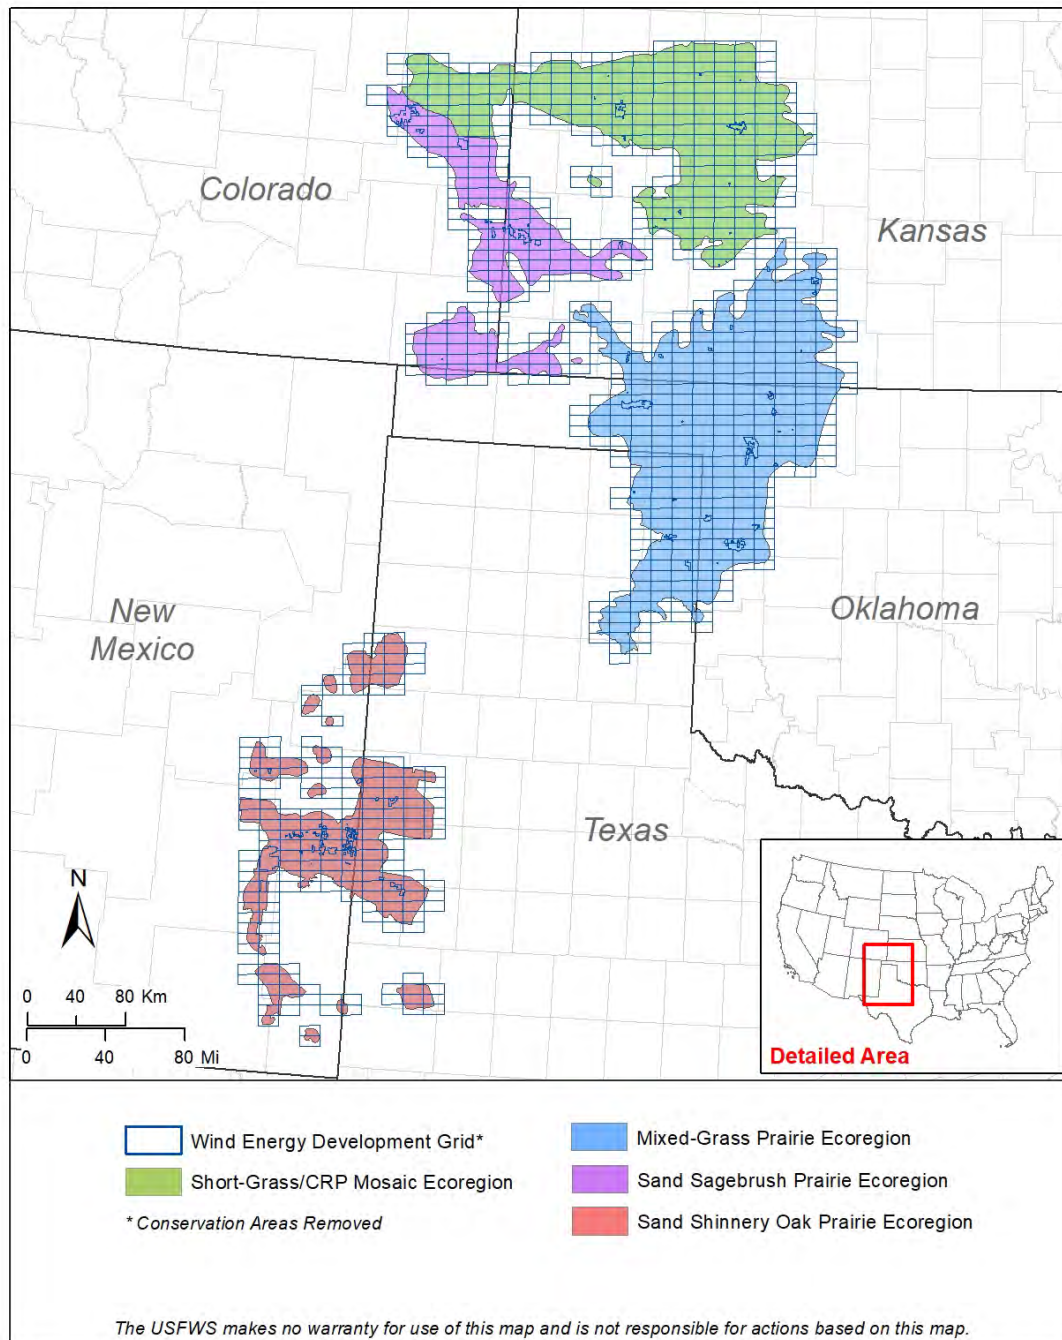 Colorado
Kansas
New
Mexico
Oklahoma
Texas
N
0 40 80 Km
0 40 80 Mi
Detailed Area
Wind Energy Development Grid*
Short-Grass/CRP Mosaic Ecoregion
* Conservation Areas Removed
Mixed-Grass Prairie Ecoregion
Sand Sagebrush Prairie Ecoregion
Sand Shinnery Oak Prairie Ecoregion
The USFWS makes no warranty for use of this map and is not responsible for actions based on this map.